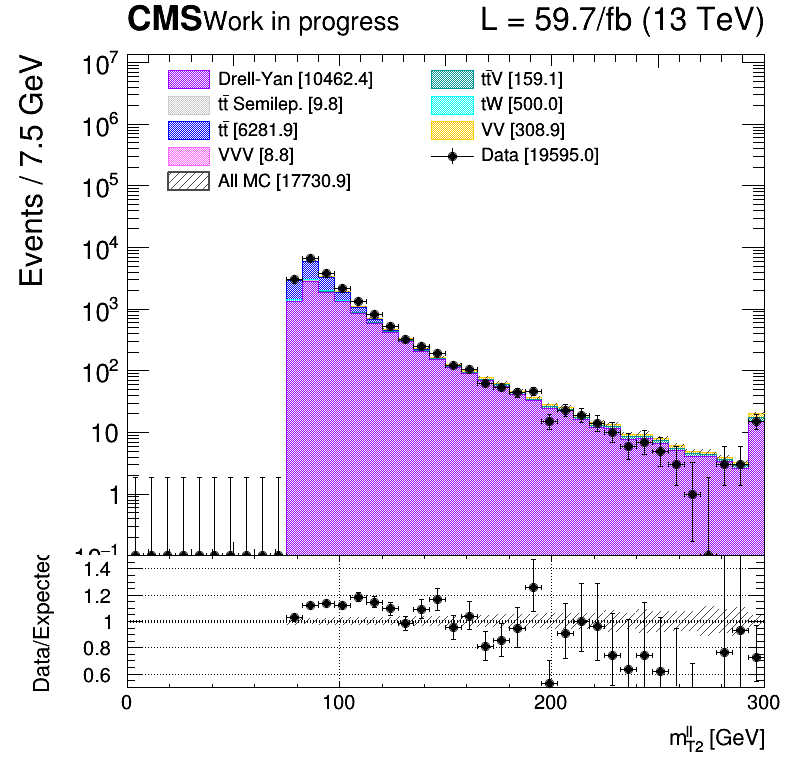 CMS Work in progress L = 59.7/fb (13 TeV)
Events / 7.5 GeV
10⁷
10⁶
10⁵
10⁴
10³
10²
10
1
10⁻¹
Drell-Yan [10462.4]
tt̄ Semilep. [9.8]
tt̄ [6281.9]
VVV [8.8]
All MC [17730.9]
tt̄V [159.1]
tW [500.0]
VV [308.9]
Data [19595.0]
Data/Expected
1.4
1.2
1
0.8
0.6
0 100 200 300
m_T2^ll [GeV]